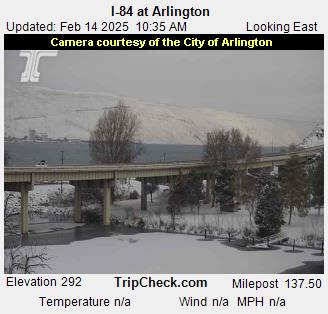 I-84 at Arlington
Updated: Feb 14 2025 10:35 AM Looking East
Camera courtesy of the City of Arlington
Elevation 292 TripCheck.com Milepost 137.50
Temperature n/a Wind n/a MPH n/a